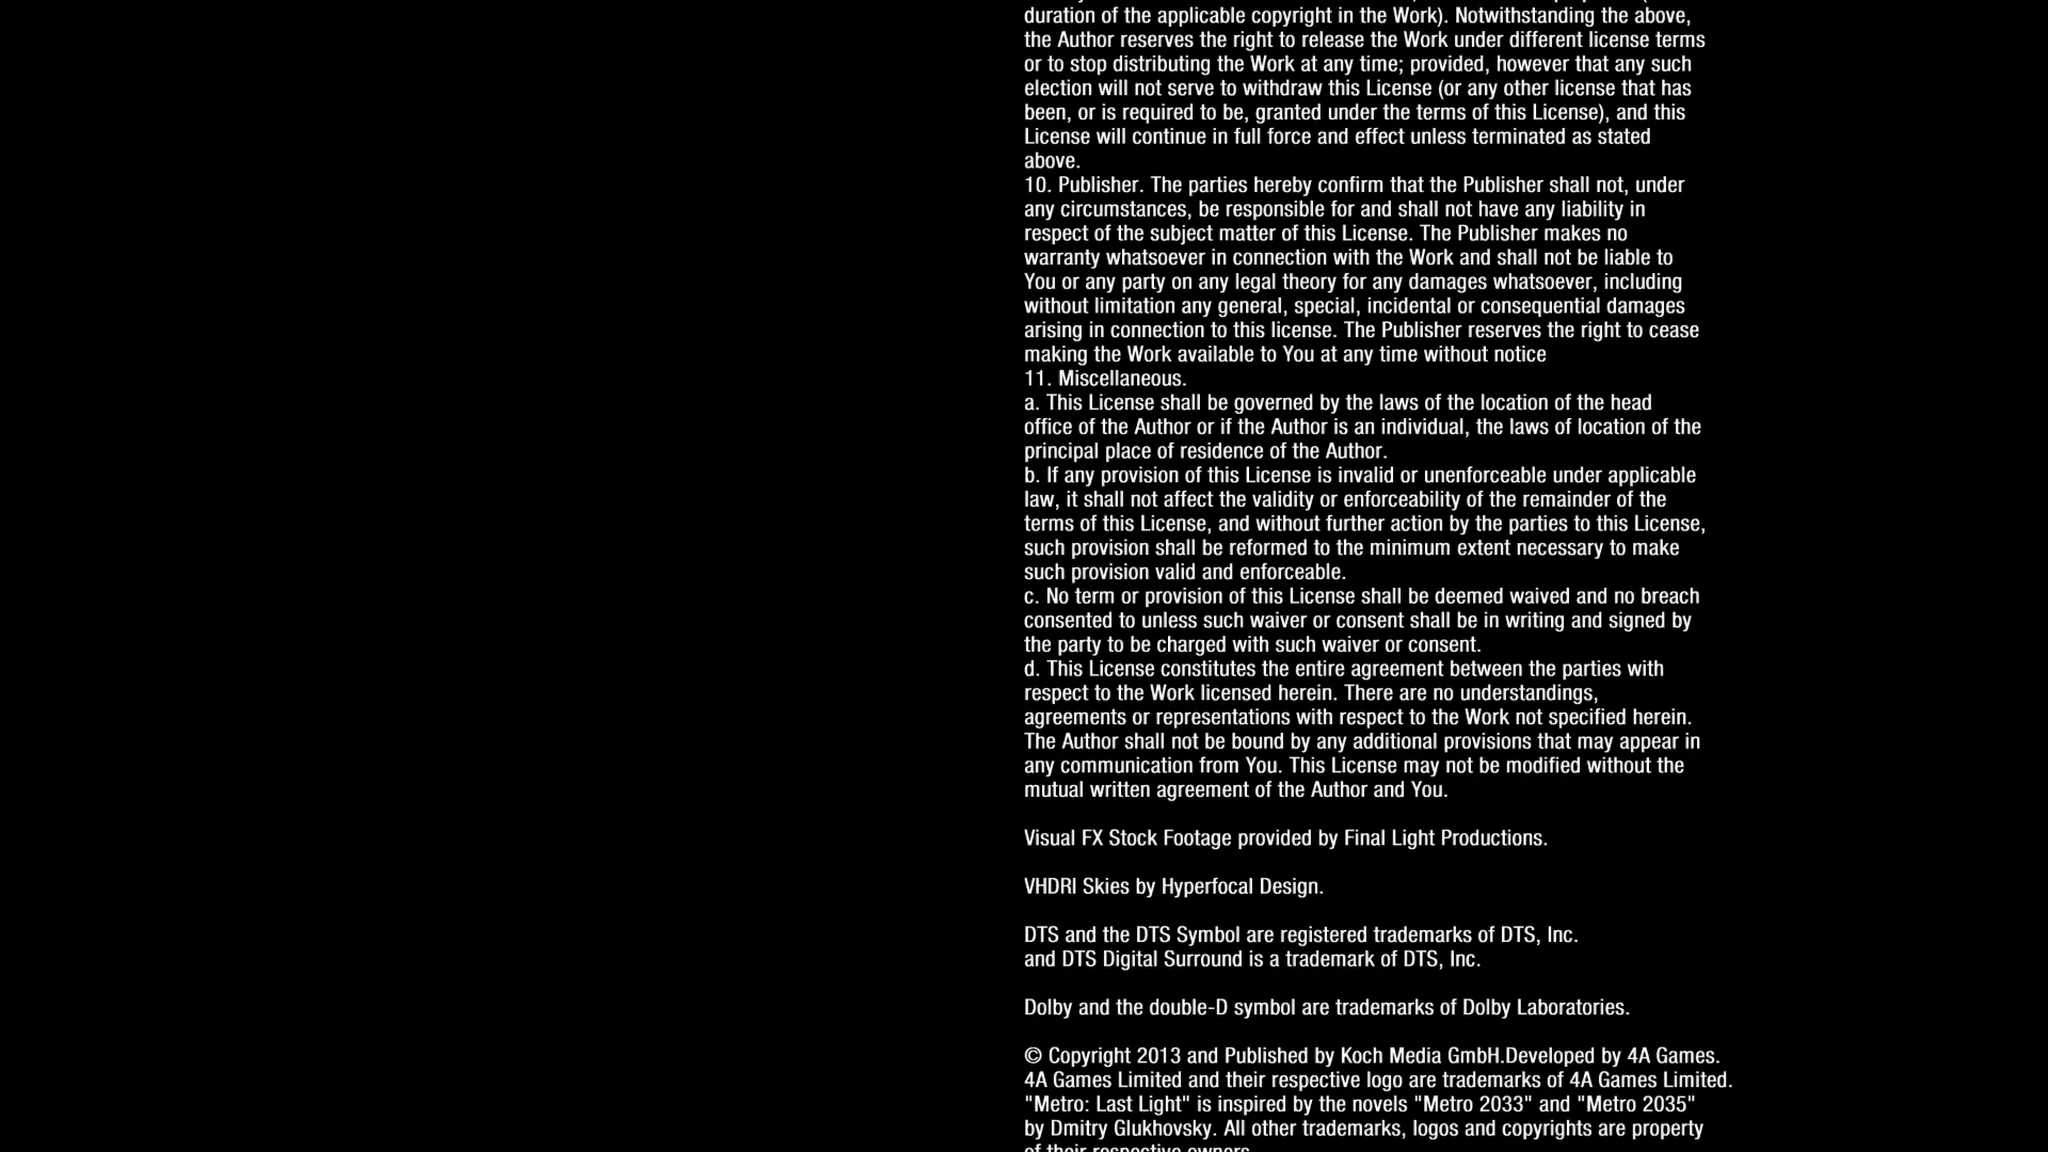 duration of the applicable copyright in the Work). Notwithstanding the above,
the Author reserves the right to release the Work under different license terms
or to stop distributing the Work at any time; provided, however that any such
election will not serve to withdraw this License (or any other license that has
been, or is required to be, granted under the terms of this License), and this
License will continue in full force and effect unless terminated as stated
above.
10. Publisher. The parties hereby confirm that the Publisher shall not, under
any circumstances, be responsible for and shall not have any liability in
respect of the subject matter of this License. The Publisher makes no
warranty whatsoever in connection with the Work and shall not be liable to
You or any party on any legal theory for any damages whatsoever, including
without limitation any general, special, incidental or consequential damages
arising in connection to this license. The Publisher reserves the right to cease
making the Work available to You at any time without notice
11. Miscellaneous.
a. This License shall be governed by the laws of the location of the head
office of the Author or if the Author is an individual, the laws of location of the
principal place of residence of the Author.
b. If any provision of this License is invalid or unenforceable under applicable
law, it shall not affect the validity or enforceability of the remainder of the
terms of this License, and without further action by the parties to this License,
such provision shall be reformed to the minimum extent necessary to make
such provision valid and enforceable.
c. No term or provision of this License shall be deemed waived and no breach
consented to unless such waiver or consent shall be in writing and signed by
the party to be charged with such waiver or consent.
d. This License constitutes the entire agreement between the parties with
respect to the Work licensed herein. There are no understandings,
agreements or representations with respect to the Work not specified herein.
The Author shall not be bound by any additional provisions that may appear in
any communication from You. This License may not be modified without the
mutual written agreement of the Author and You.
Visual FX Stock Footage provided by Final Light Productions.
VHDRI Skies by Hyperfocal Design.
DTS and the DTS Symbol are registered trademarks of DTS, Inc.
and DTS Digital Surround is a trademark of DTS, Inc.
Dolby and the double-D symbol are trademarks of Dolby Laboratories.
© Copyright 2013 and Published by Koch Media GmbH.Developed by 4A Games.
4A Games Limited and their respective logo are trademarks of 4A Games Limited.
"Metro: Last Light" is inspired by the novels "Metro 2033" and "Metro 2035"
by Dmitry Glukhovsky. All other trademarks, logos and copyrights are property
of their respective owners.